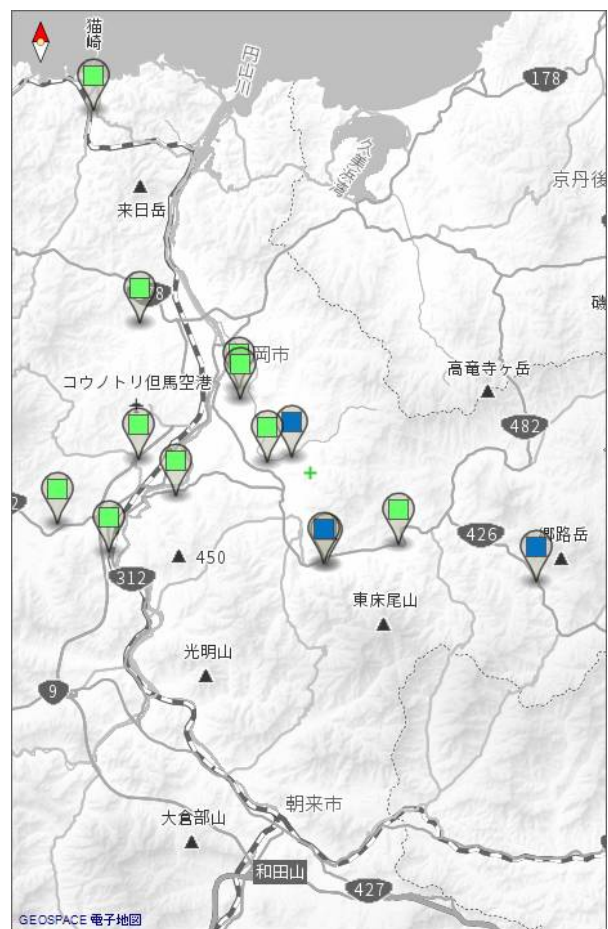 猫崎
円山川
178
久美浜湾
京丹後
来日岳
8
磯
岡市
高竜寺ヶ岳
コウノトリ但馬空港
482
2
426
郷路岳
450
312
東床尾山
光明山
9
朝来市
大倉部山
和田山
427
GEOSPACE 電子地図